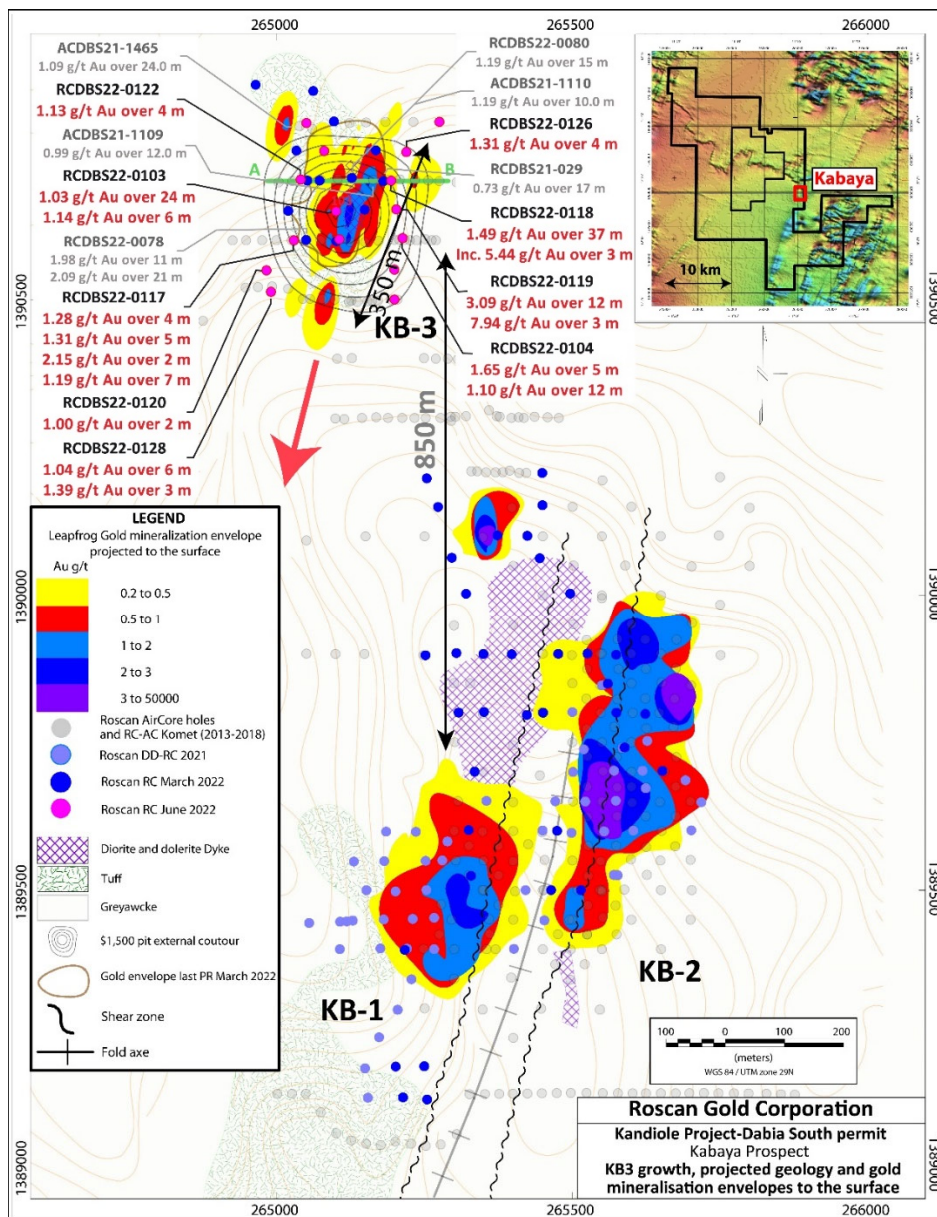 265000
265500
266000
ACDBS21-1465
1.09 g/t Au over 24.0 m
RCDBS22-0122
1.13 g/t Au over 4 m
ACDBS21-1109
0.99 g/t Au over 12.0 m
RCDBS22-0103
1.03 g/t Au over 24 m
1.14 g/t Au over 6 m
RCDBS22-0078
1.98 g/t Au over 11 m
2.09 g/t Au over 21 m
RCDBS22-0117
1.28 g/t Au over 4 m
1.31 g/t Au over 5 m
2.15 g/t Au over 2 m
1.19 g/t Au over 7 m
RCDBS22-0120
1.00 g/t Au over 2 m
RCDBS22-0128
1.04 g/t Au over 6 m
1.39 g/t Au over 3 m
RCDBS22-0080
1.19 g/t Au over 15 m
ACDBS21-1110
1.19 g/t Au over 10.0 m
RCDBS22-0126
1.31 g/t Au over 4 m
RCDBS21-029
0.73 g/t Au over 17 m
RCDBS22-0118
1.49 g/t Au over 37 m
Inc. 5.44 g/t Au over 3 m
RCDBS22-0119
3.09 g/t Au over 12 m
7.94 g/t Au over 3 m
RCDBS22-0104
1.65 g/t Au over 5 m
1.10 g/t Au over 12 m
A
B
350 m
KB-3
850 m
Kabaya
10 km
1390500
1390500
1390000
1390000
1389500
1389500
1389000
1389000
LEGEND
Leapfrog Gold mineralization envelope
projected to the surface
Au g/t
0.2 to 0.5
0.5 to 1
1 to 2
2 to 3
3 to 50000
Roscan AirCore holes
and RC-AC Komet (2013-2018)
Roscan DD-RC 2021
Roscan RC March 2022
Roscan RC June 2022
Diorite and dolerite Dyke
Tuff
Greyawcke
$1,500 pit external coutour
Gold envelope last PR March 2022
Shear zone
Fold axe
KB-1
KB-2
100
0
100
200
(meters)
WGS 84 / UTM zone 29N
Roscan Gold Corporation
Kandiole Project-Dabia South permit
Kabaya Prospect
KB3 growth, projected geology and gold
mineralisation envelopes to the surface
265000
265500
266000